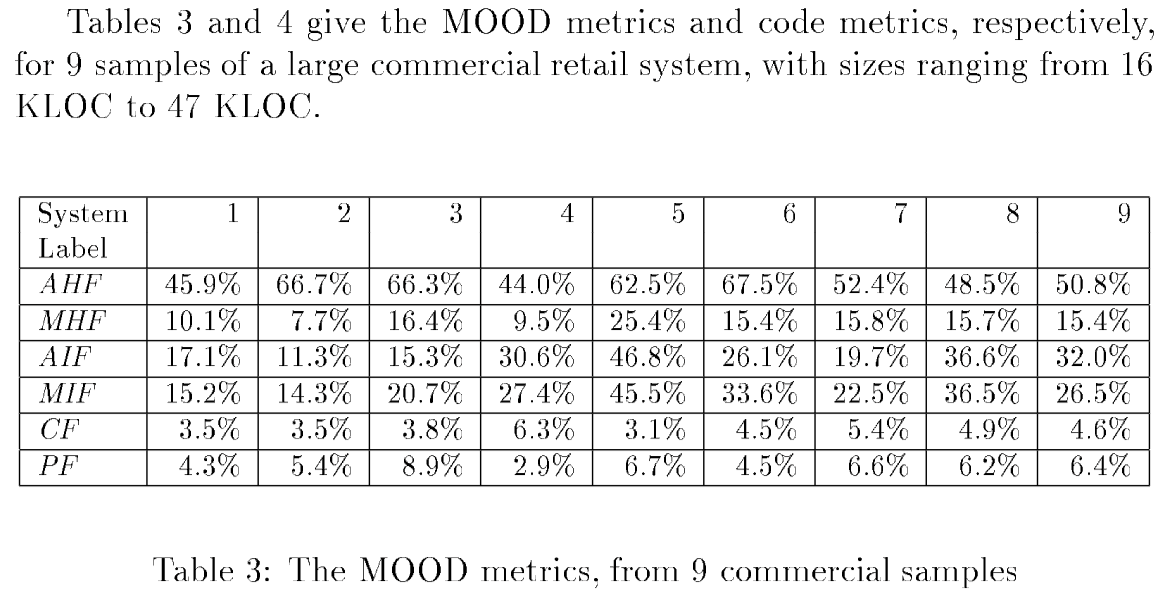 Tables 3 and 4 give the MOOD metrics and code metrics, respectively,
for 9 samples of a large commercial retail system, with sizes ranging from 16
KLOC to 47 KLOC.
System Label 1 2 3 4 5 6 7 8 9
AHF 45.9% 66.7% 66.3% 44.0% 62.5% 67.5% 52.4% 48.5% 50.8%
MHF 10.1% 7.7% 16.4% 9.5% 25.4% 15.4% 15.8% 15.7% 15.4%
AIF 17.1% 11.3% 15.3% 30.6% 46.8% 26.1% 19.7% 36.6% 32.0%
MIF 15.2% 14.3% 20.7% 27.4% 45.5% 33.6% 22.5% 36.5% 26.5%
CF 3.5% 3.5% 3.8% 6.3% 3.1% 4.5% 5.4% 4.9% 4.6%
PF 4.3% 5.4% 8.9% 2.9% 6.7% 4.5% 6.6% 6.2% 6.4%
Table 3: The MOOD metrics, from 9 commercial samples